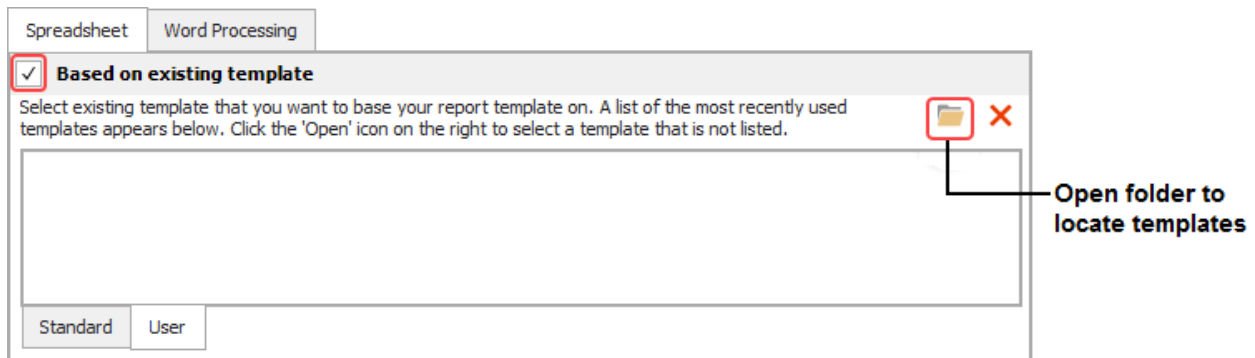 Spreadsheet Word Processing
Based on existing template
Select existing template that you want to base your report template on. A list of the most recently used
templates appears below. Click the 'Open' icon on the right to select a template that is not listed.
Open folder to
locate templates
Standard User